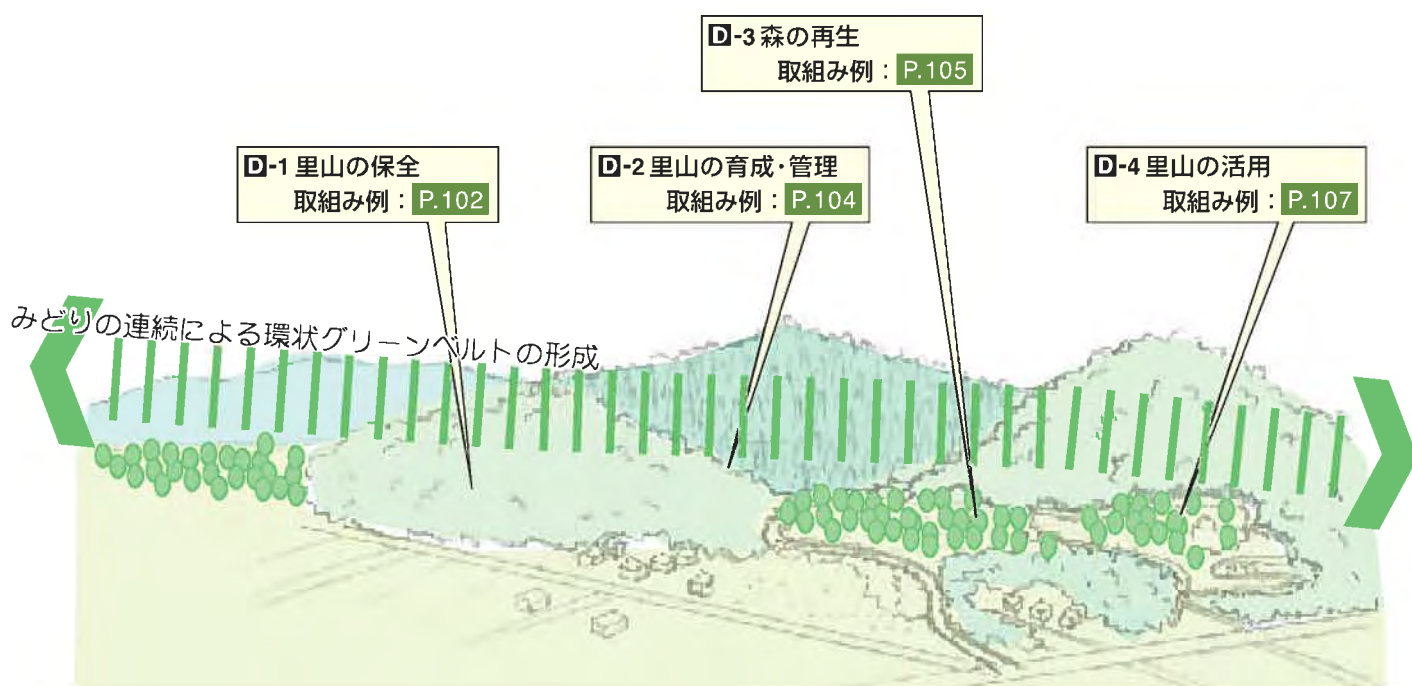 D-3 森の再生
取組み例：P.105
D-1 里山の保全
取組み例：P.102
D-2 里山の育成・管理
取組み例：P.104
D-4 里山の活用
取組み例：P.107
みどりの連続による環状グリーンベルトの形成